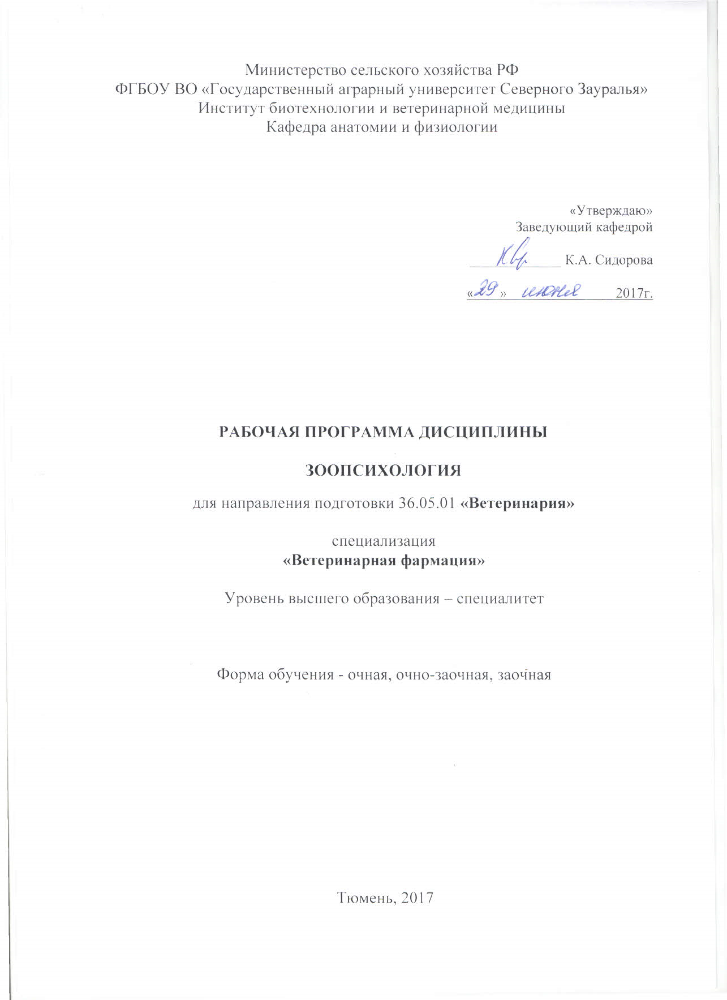 Министерство сельского хозяйства РФ
ФГБОУ ВО «Государственный аграрный университет Северного Зауралья»
Институт биотехнологии и ветеринарной медицины
Кафедра анатомии и физиологии
«Утверждаю»
Заведующий кафедрой
К.А. Сидорова
«29» июня 2017г.
РАБОЧАЯ ПРОГРАММА ДИСЦИПЛИНЫ
ЗООПСИХОЛОГИЯ
для направления подготовки 36.05.01 «Ветеринария»
специализация
«Ветеринарная фармация»
Уровень высшего образования – специалитет
Форма обучения - очная, очно-заочная, заочная
Тюмень, 2017